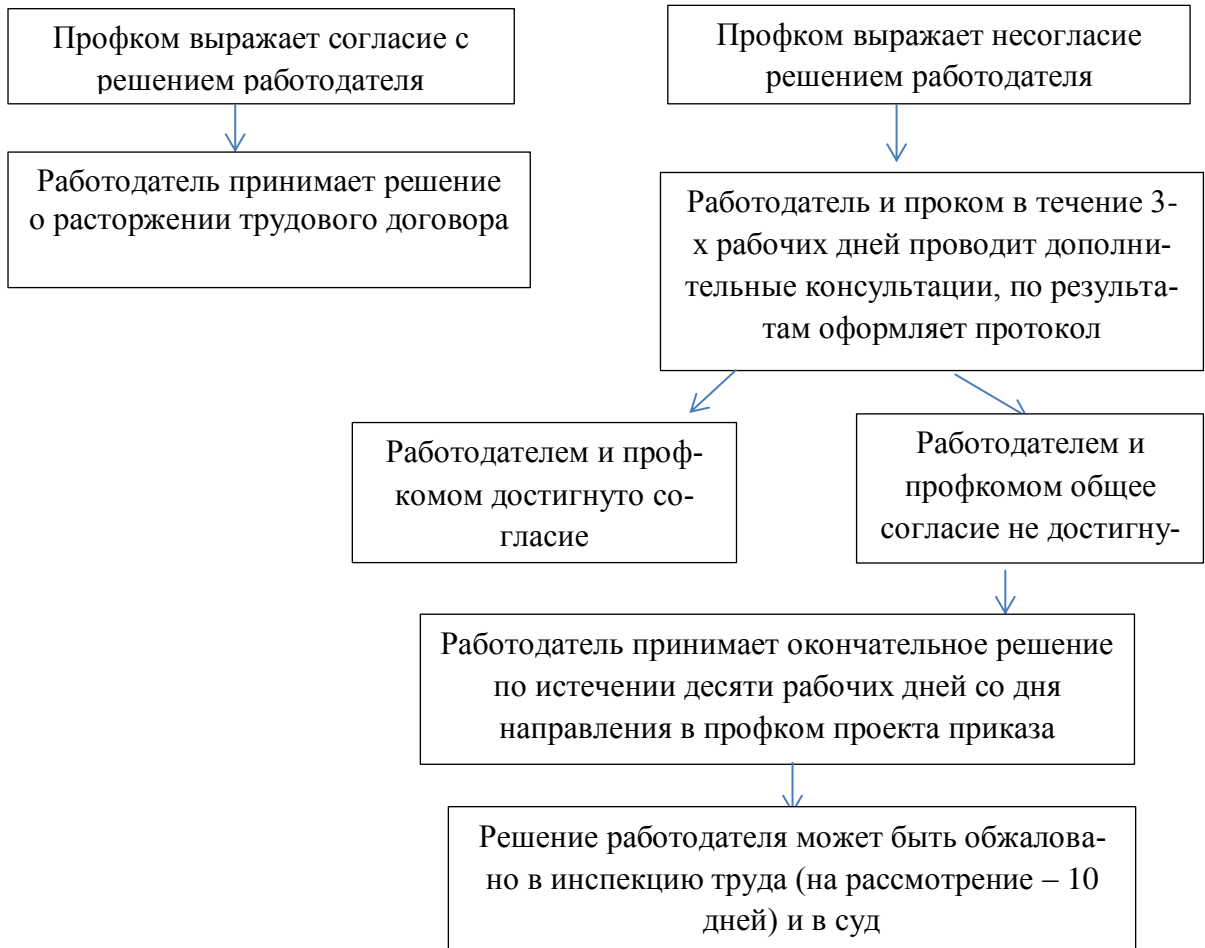 Профком выражает согласие с
решением работодателя
Профком выражает несогласие
решением работодателя
Работодатель принимает решение
о расторжении трудового договора
Работодатель и проком в течение 3-
х рабочих дней проводит дополни-
тельные консультации, по результа-
там оформляет протокол
Работодателем и проф-
комом достигнуто со-
гласие
Работодателем и
профкомом общее
согласие не достигну-
Работодатель принимает окончательное решение
по истечении десяти рабочих дней со дня
направления в профком проекта приказа
Решение работодателя может быть обжалова-
но в инспекцию труда (на рассмотрение – 10
дней) и в суд